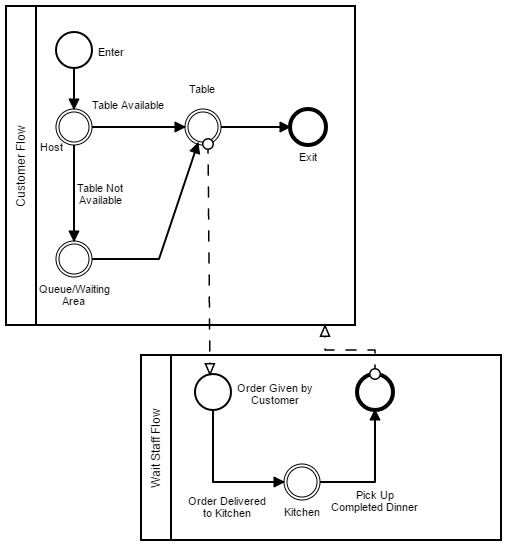 Customer Flow
Enter
Table Available
Table
Host
Exit
Table Not
Available
Queue/Waiting
Area
Wait Staff Flow
Order Given by
Customer
Order Delivered
to Kitchen
Kitchen
Pick Up
Completed Dinner